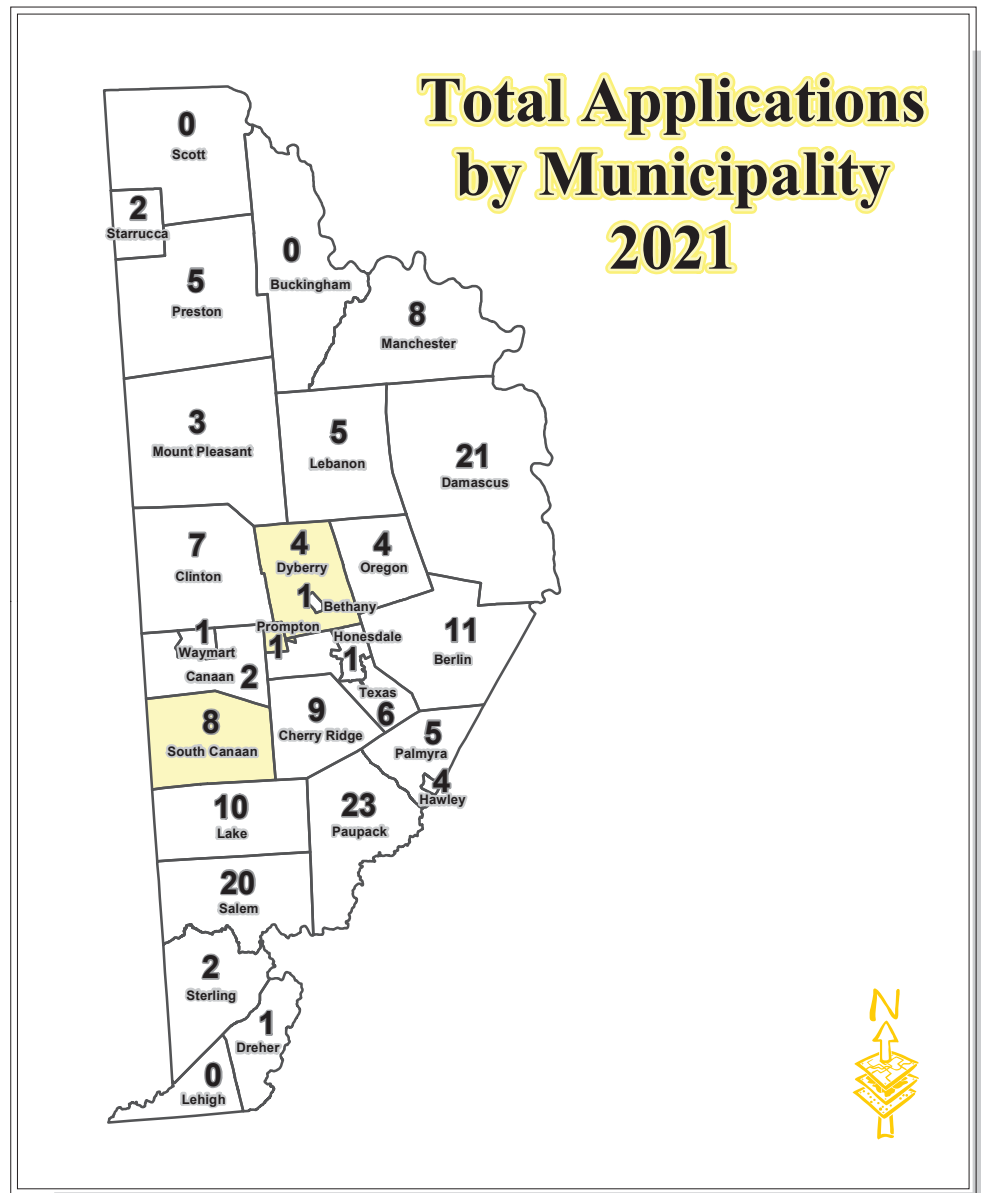 Total Applications
by Municipality
2021
0
Scott
2
Starrucca
0
Buckingham
5
Preston
8
Manchester
3
Mount Pleasant
5
Lebanon
21
Damascus
7
Clinton
4
Dyberry
4
Oregon
1
Bethany
Prompton
1
Honesdale
1
11
Berlin
1
Waymart
Canaan 2
Texas
6
8
South Canaan
9
Cherry Ridge
5
Palmyra
4
Hawley
10
Lake
23
Paupack
20
Salem
2
Sterling
1
Dreher
0
Lehigh
N